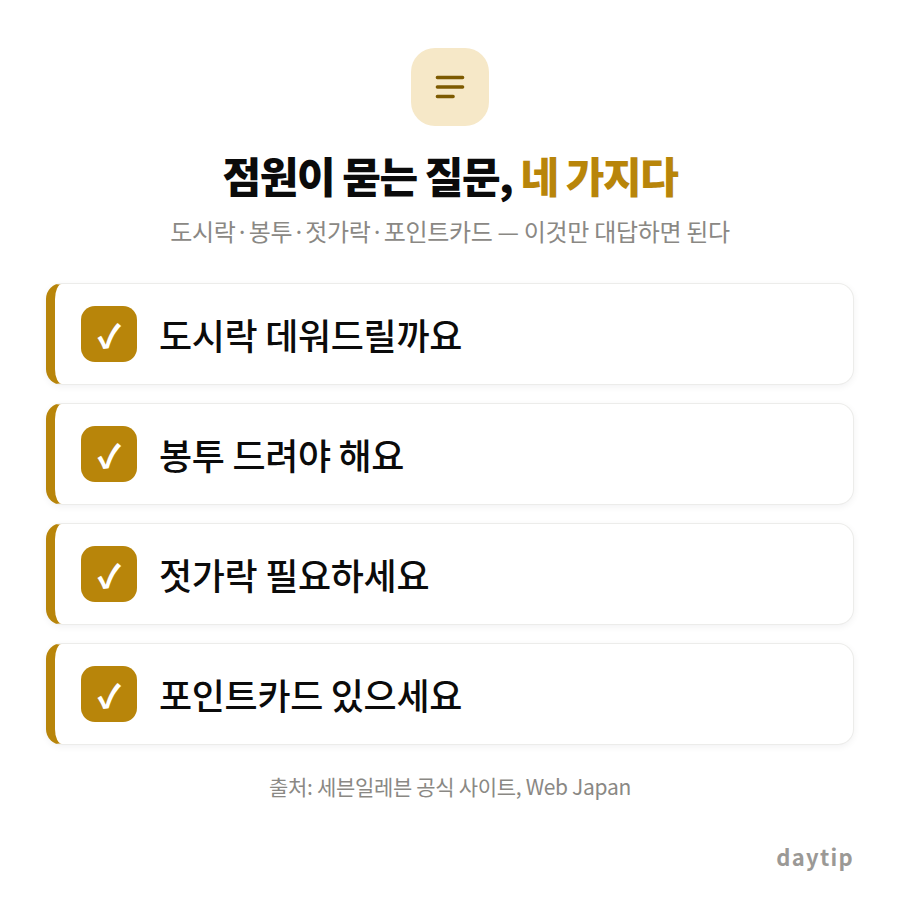 점원이 묻는 질문, 네 가지다
도시락·봉투·젓가락·포인트카드 — 이것만 대답하면 된다
도시락 데워드릴까요
봉투 드려야 해요
젓가락 필요하세요
포인트카드 있으세요
출처: 세븐일레븐 공식 사이트, Web Japan
daytip